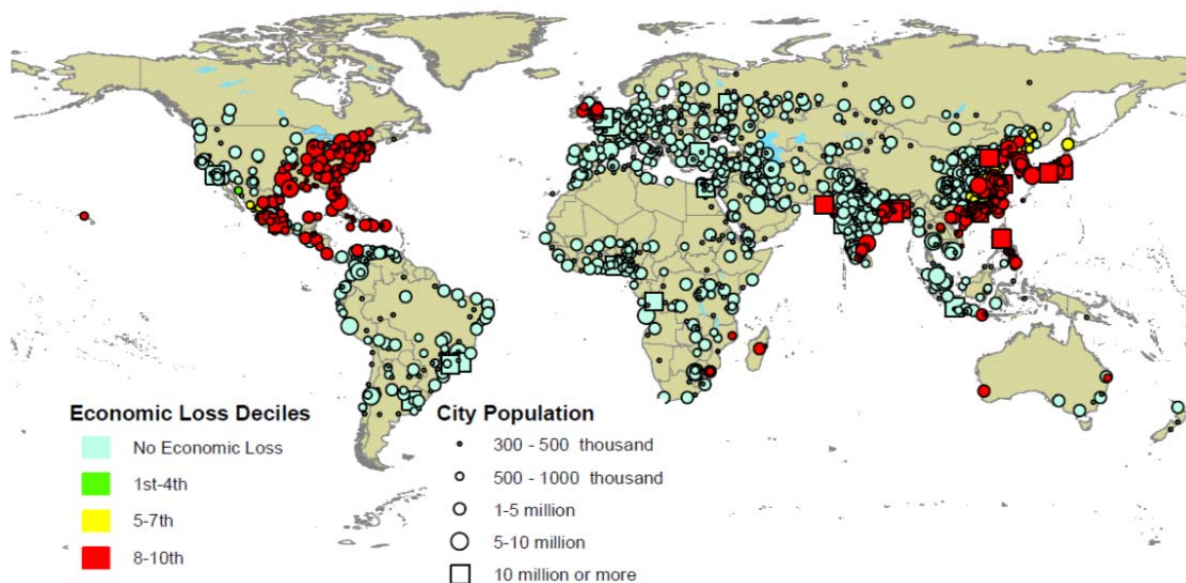 Economic Loss Deciles
No Economic Loss
1st-4th
5-7th
8-10th
City Population
300 - 500 thousand
500 - 1000 thousand
1-5 million
5-10 million
10 million or more